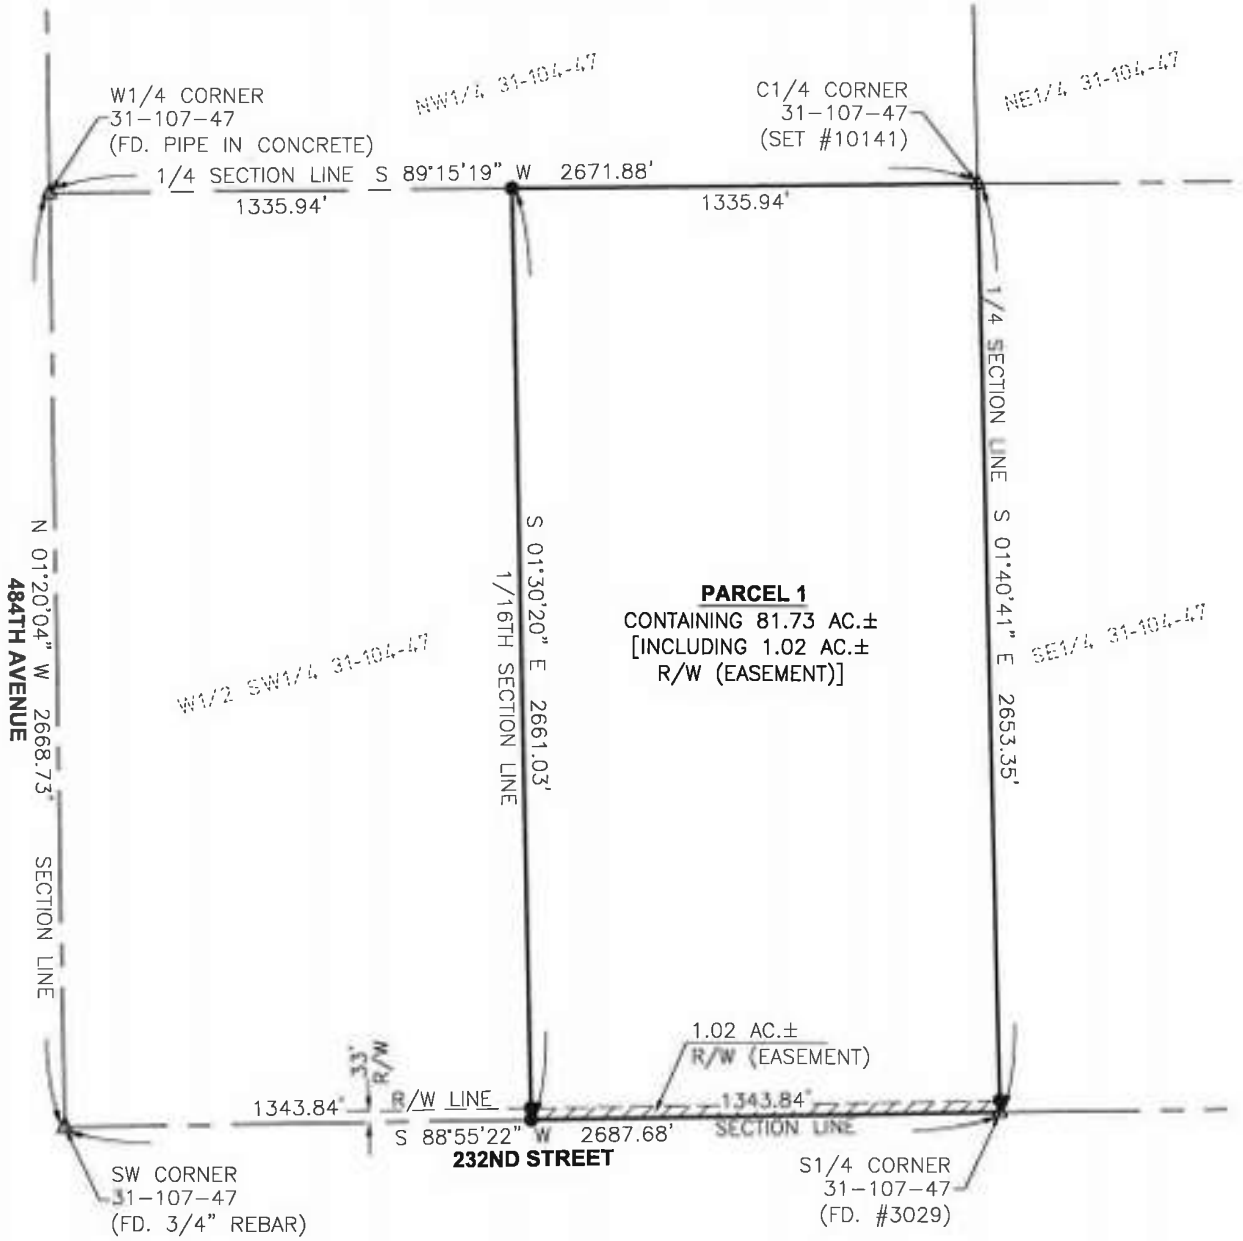 NW1/4 31-104-47
NE1/4 31-104-47
W1/4 CORNER
31-107-47
(FD. PIPE IN CONCRETE)
C1/4 CORNER
31-107-47
(SET #10141)
1/4 SECTION LINE S 89°15'19" W 2671.88'
1335.94'
1335.94'
1/4 SECTION LINE S 01°40'41" E 2653.35'
S 01°30'20" E 2661.03'
1/16TH SECTION LINE
N 01°20'04" W 2668.73' SECTION LINE
484TH AVENUE
PARCEL 1
CONTAINING 81.73 AC.±
[INCLUDING 1.02 AC.±
R/W (EASEMENT)]
W1/2 SW1/4 31-104-47
SE1/4 31-104-47
1.02 AC.±
R/W (EASEMENT)
33'
R/W
1343.84'
R/W LINE
1343.84'
S 88°55'22" W 2687.68'
SECTION LINE
232ND STREET
SW CORNER
31-107-47
(FD. 3/4" REBAR)
S1/4 CORNER
31-107-47
(FD. #3029)